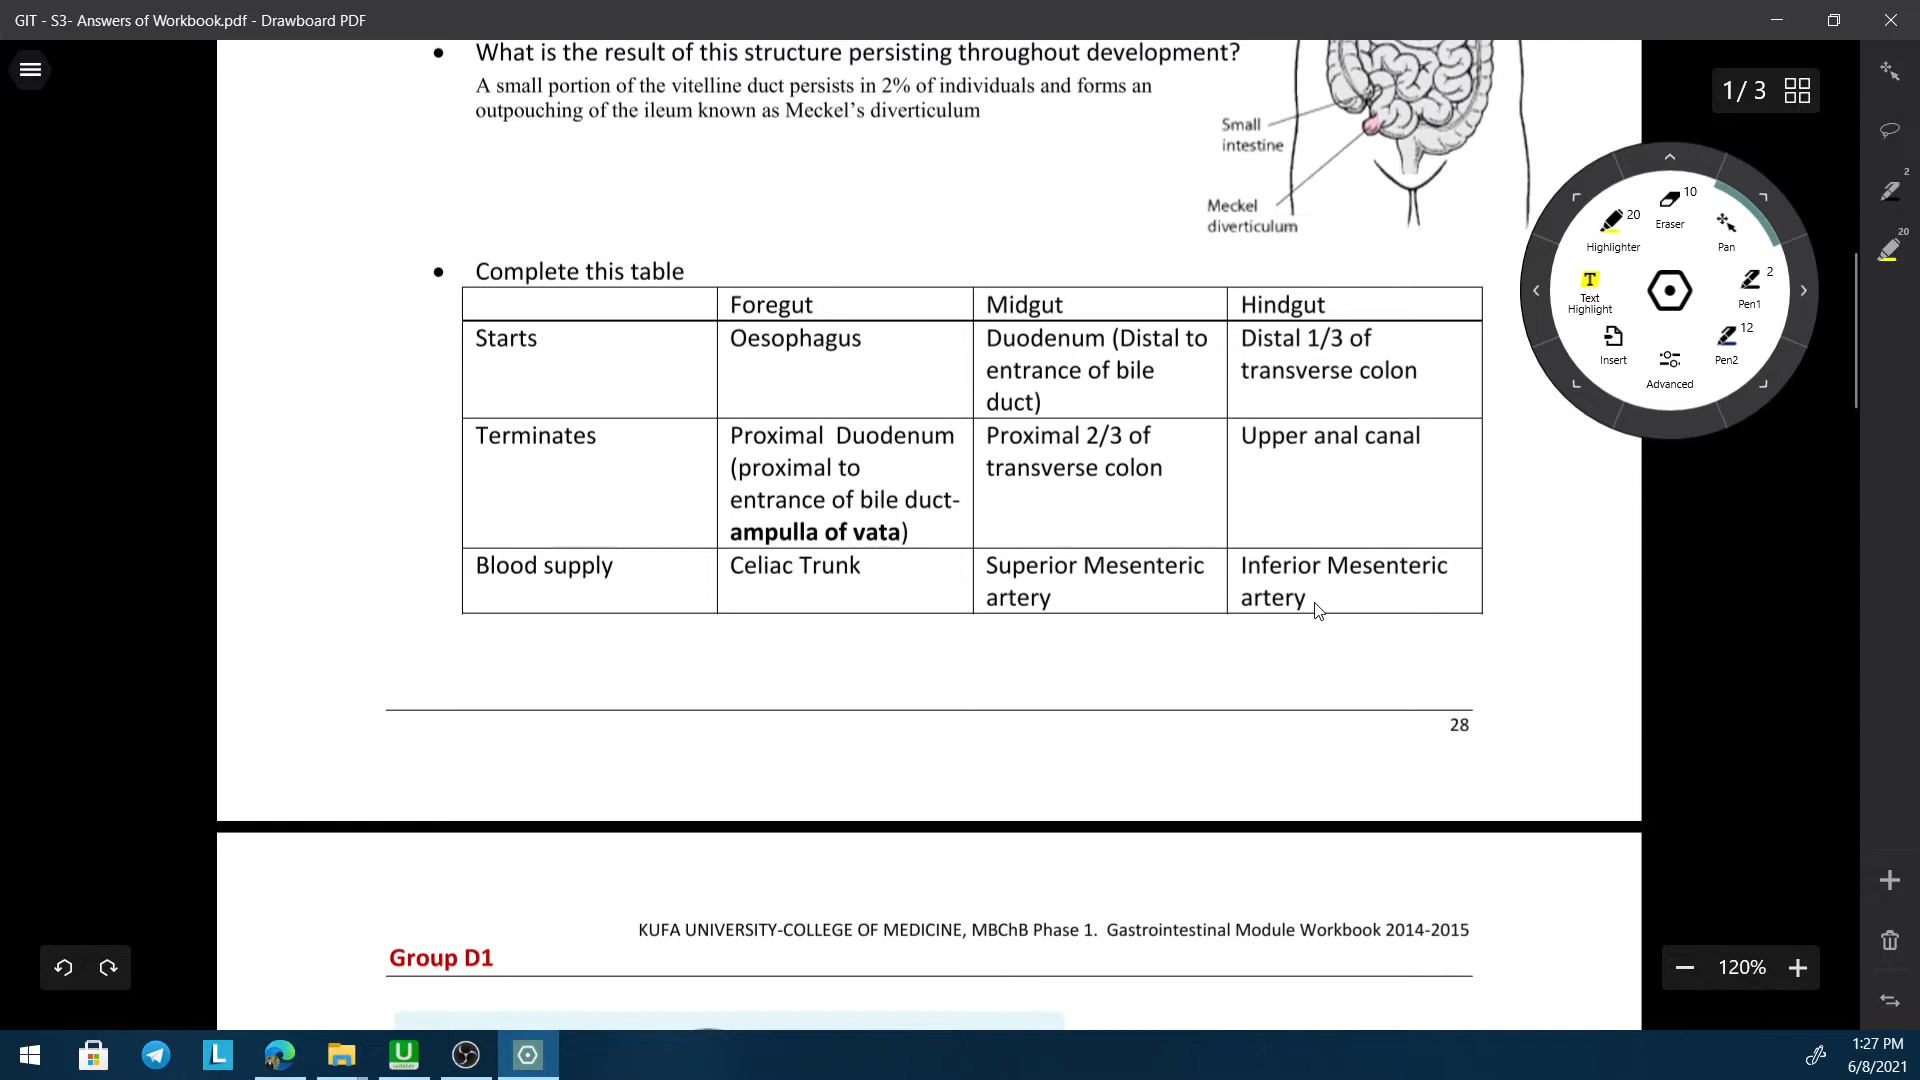 GIT - S3- Answers of Workbook.pdf - Drawboard PDF
What is the result of this structure persisting throughout development?
A small portion of the vitelline duct persists in 2% of individuals and forms an
outpouching of the ileum known as Meckel's diverticulum
Small
intestine
Meckel
diverticulum
1 / 3
2
20
10
Eraser
20
Highlighter
Pan
T
Text
Highlight
2
Pen1
Insert
12
Pen2
Advanced
Complete this table
Foregut
Midgut
Hindgut
Starts
Oesophagus
Duodenum (Distal to
entrance of bile
duct)
Distal 1/3 of
transverse colon
Terminates
Proximal Duodenum
(proximal to
entrance of bile duct-
ampulla of vata)
Proximal 2/3 of
transverse colon
Upper anal canal
Blood supply
Celiac Trunk
Superior Mesenteric
artery
Inferior Mesenteric
artery
28
KUFA UNIVERSITY-COLLEGE OF MEDICINE, MBChB Phase 1. Gastrointestinal Module Workbook 2014-2015
Group D1
120%
L
U
1:27 PM
6/8/2021